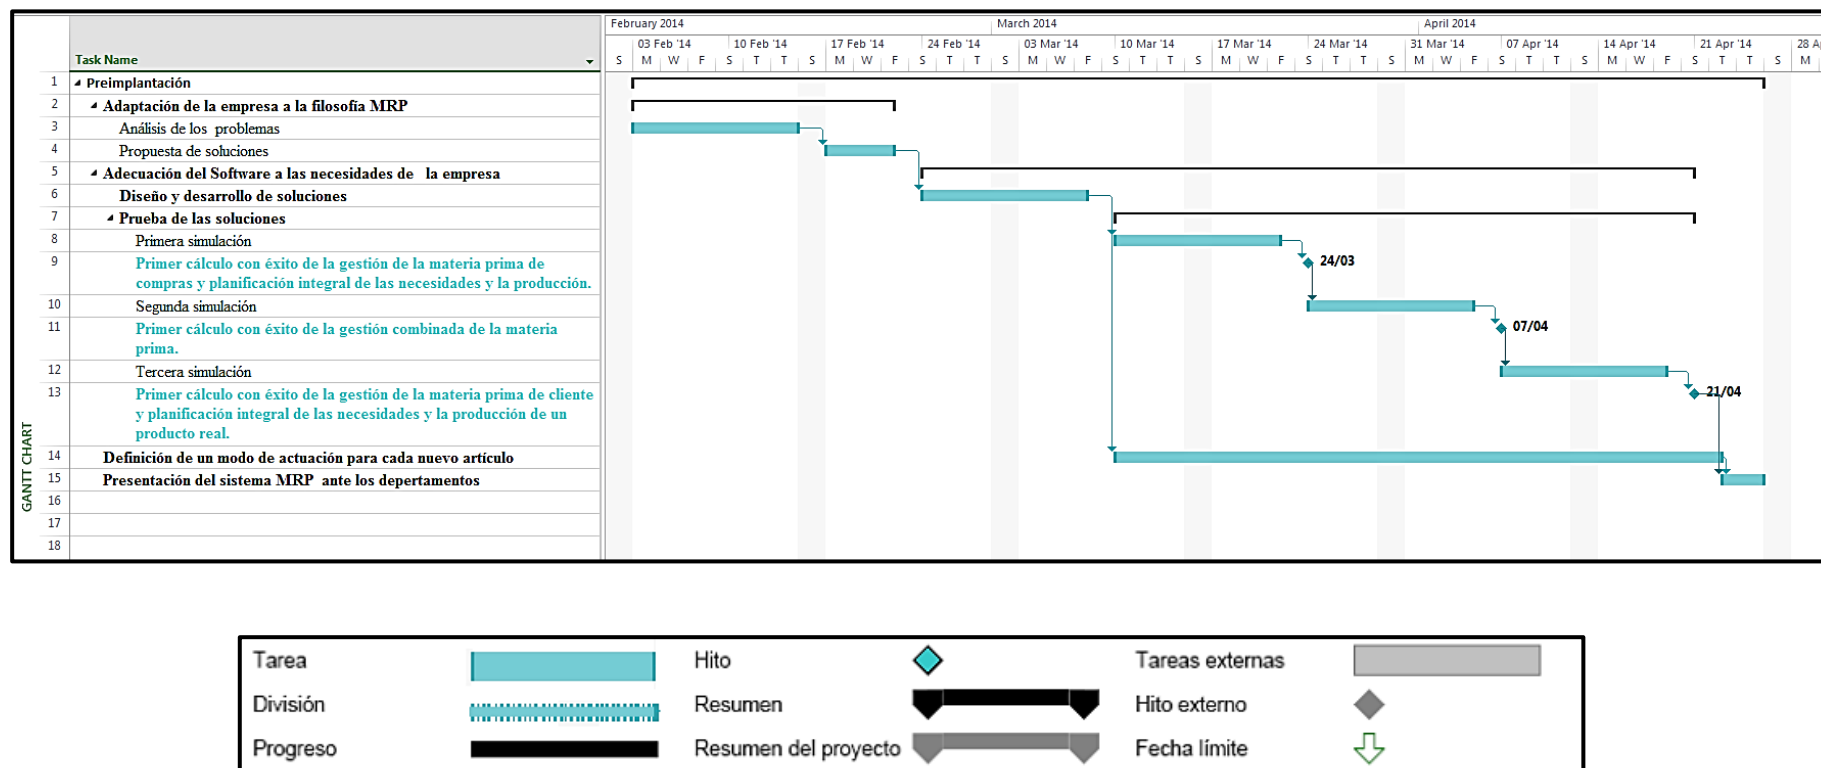 February 2014 March 2014 April 2014
03 Feb '14 10 Feb '14 17 Feb '14 24 Feb '14 03 Mar '14 10 Mar '14 17 Mar '14 24 Mar '14 31 Mar '14 07 Apr '14 14 Apr '14 21 Apr '14 28 A
Task Name S M W F S T T S M W F S T T S M W F S T T S M W F S T T S M W F S T T S M W F S T T S M
1 Preimplantación
2 Adaptación de la empresa a la filosofía MRP
3 Análisis de los problemas
4 Propuesta de soluciones
5 Adecuación del Software a las necesidades de la empresa
6 Diseño y desarrollo de soluciones
7 Prueba de las soluciones
8 Primera simulación
9 Primer cálculo con éxito de la gestión de la materia prima de 24/03
compras y planificación integral de las necesidades y la producción.
10 Segunda simulación
11 Primer cálculo con éxito de la gestión combinada de la materia 07/04
prima.
12 Tercera simulación
13 Primer cálculo con éxito de la gestión de la materia prima de cliente 21/04
y planificación integral de las necesidades y la producción de un
producto real.
14 Definición de un modo de actuación para cada nuevo artículo
15 Presentación del sistema MRP ante los depertamentos
16
17
18
GANTT CHART
Tarea Hito Tareas externas
División Resumen Hito externo
Progreso Resumen del proyecto Fecha límite